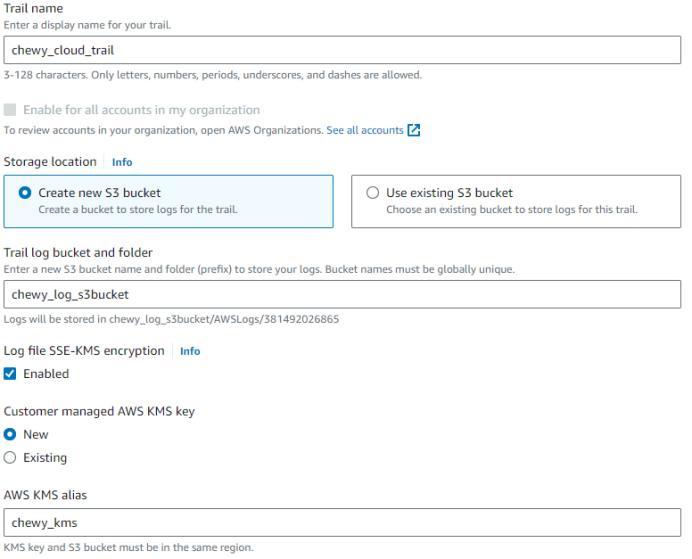 Trail name
Enter a display name for your trail.
chewy_cloud_trail
3-128 characters. Only letters, numbers, periods, underscores, and dashes are allowed.
Enable for all accounts in my organization
To review accounts in your organization, open AWS Organizations. See all accounts
Storage location Info
Create new S3 bucket
Create a bucket to store logs for the trail.
Use existing S3 bucket
Choose an existing bucket to store logs for this trail.
Trail log bucket and folder
Enter a new S3 bucket name and folder (prefix) to store your logs. Bucket names must be globally unique.
chewy_log_s3bucket
Logs will be stored in chewy_log_s3bucket/AWSLogs/381492026865
Log file SSE-KMS encryption Info
Enabled
Customer managed AWS KMS key
New
Existing
AWS KMS alias
chewy_kms
KMS key and S3 bucket must be in the same region.